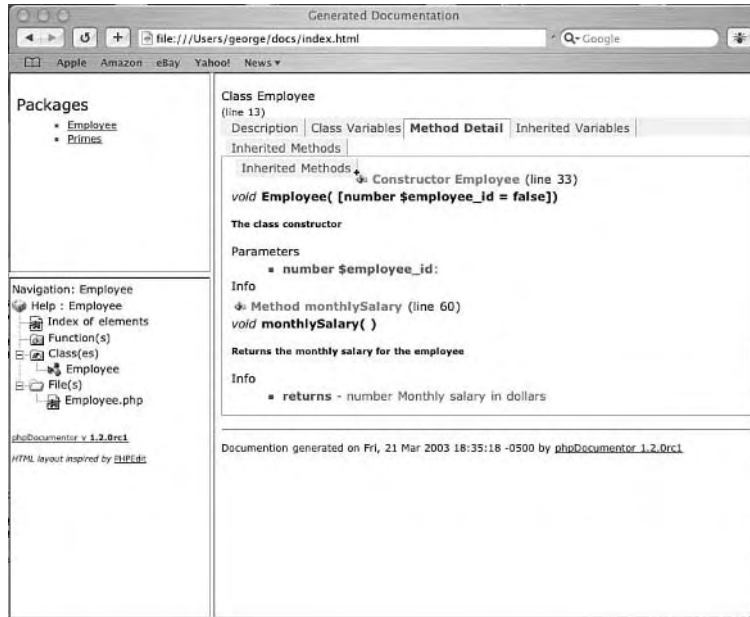 Generated Documentation
file:///Users/george/docs/index.html
Q- Google
Apple Amazon eBay Yahoo! News
Packages
Employee
Primes
Navigation: Employee
Help : Employee
Index of elements
Function(s)
Class(es)
Employee
File(s)
Employee.php
phpDocumentor v 1.2.0rc1
HTML layout inspired by PHPEdit
Class Employee
(line 13)
Description Class Variables Method Detail Inherited Variables
Inherited Methods
Inherited Methods
Constructor Employee (line 33)
void Employee( [number $employee_id = false])
The class constructor
Parameters
number $employee_id:
Info
Method monthlySalary (line 60)
void monthlySalary( )
Returns the monthly salary for the employee
Info
returns - number Monthly salary in dollars
Documention generated on Fri, 21 Mar 2003 18:35:18 -0500 by phpDocumentor 1.2.0rc1